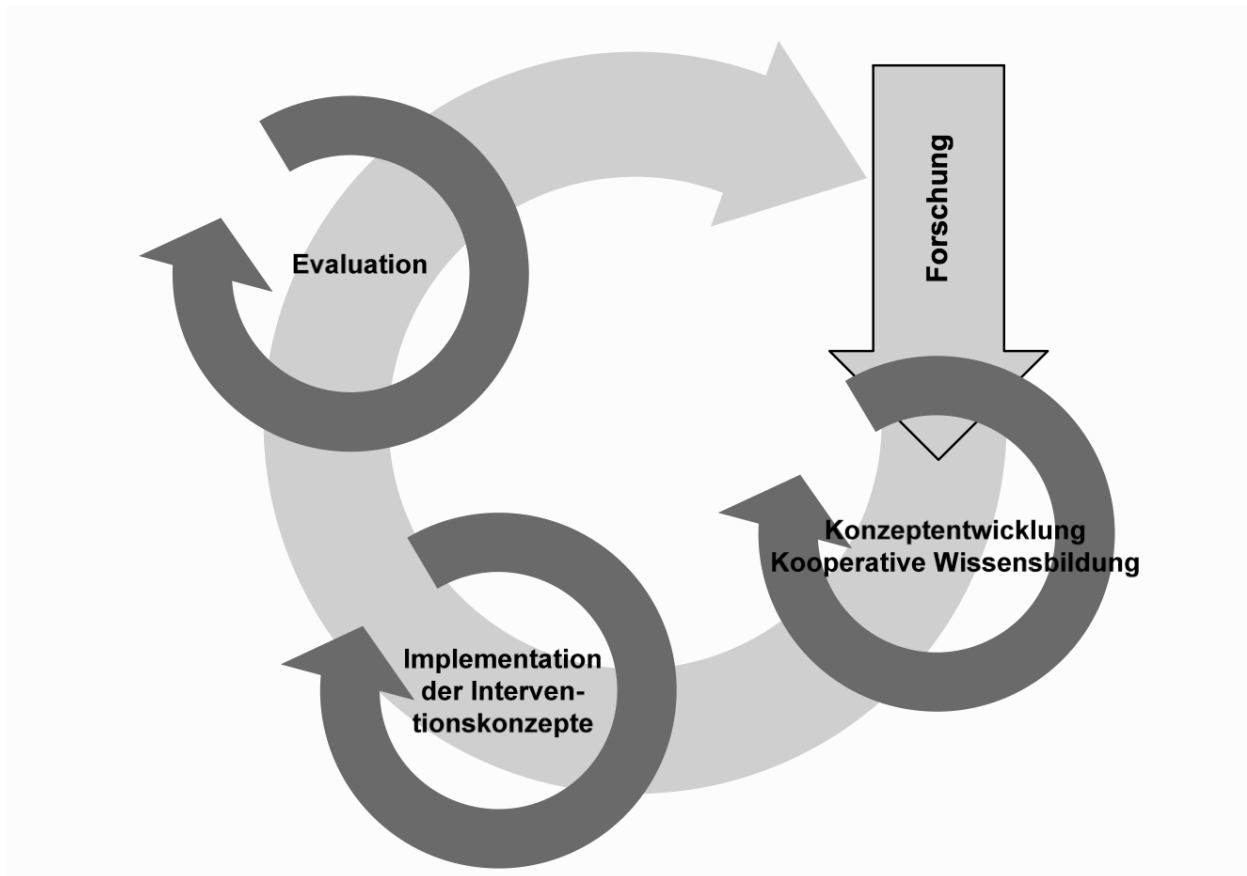 Forschung
Konzeptentwicklung
Kooperative Wissensbildung
Implementation
der Interven-
tionskonzepte
Evaluation